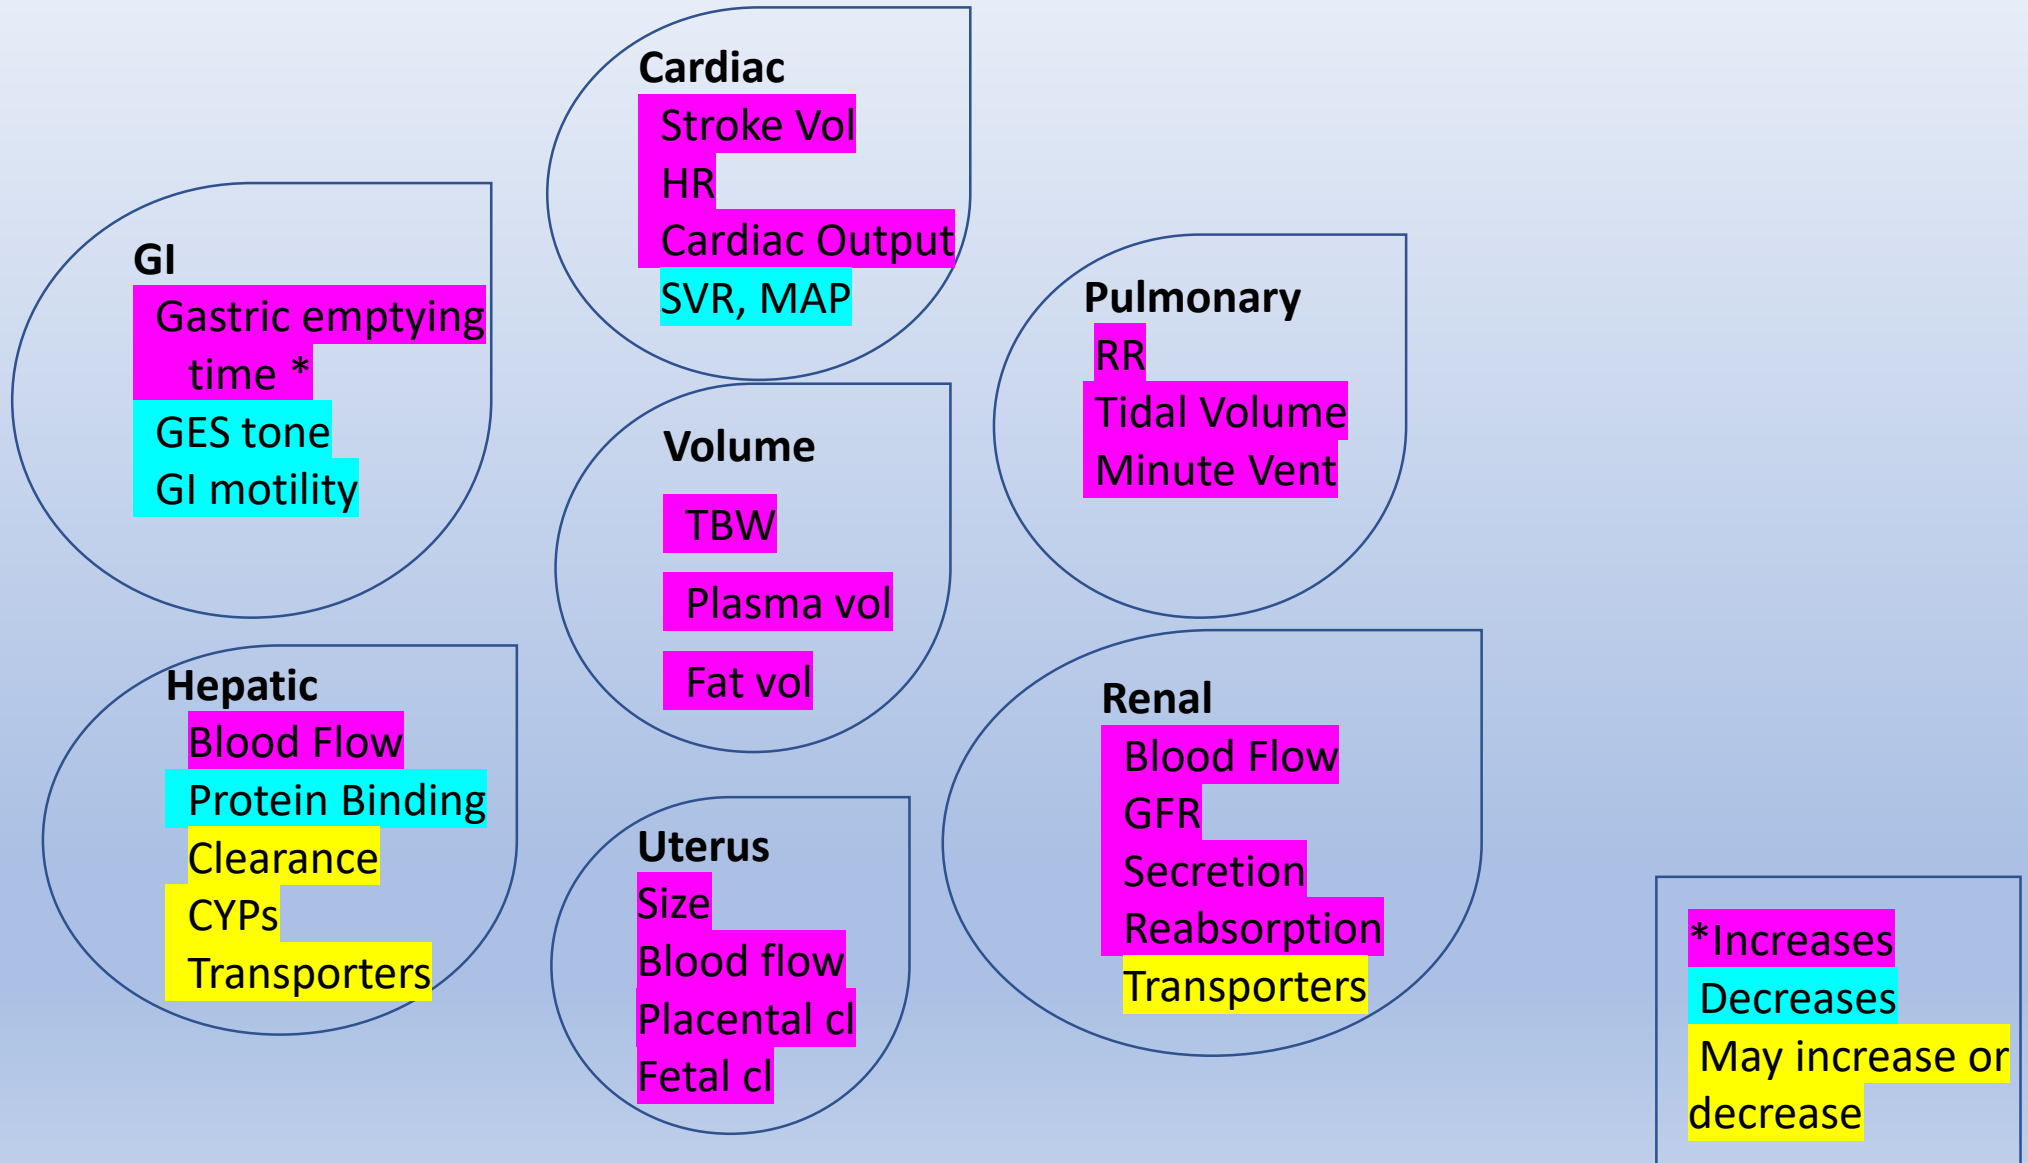 Cardiac
Stroke Vol
HR
Cardiac Output
SVR, MAP
GI
Gastric emptying
time *
GES tone
GI motility
Pulmonary
RR
Tidal Volume
Minute Vent
Volume
TBW
Plasma vol
Fat vol
Hepatic
Blood Flow
Protein Binding
Clearance
CYPs
Transporters
Uterus
Size
Blood flow
Placental cl
Fetal cl
Renal
Blood Flow
GFR
Secretion
Reabsorption
Transporters
*Increases
Decreases
May increase or
decrease